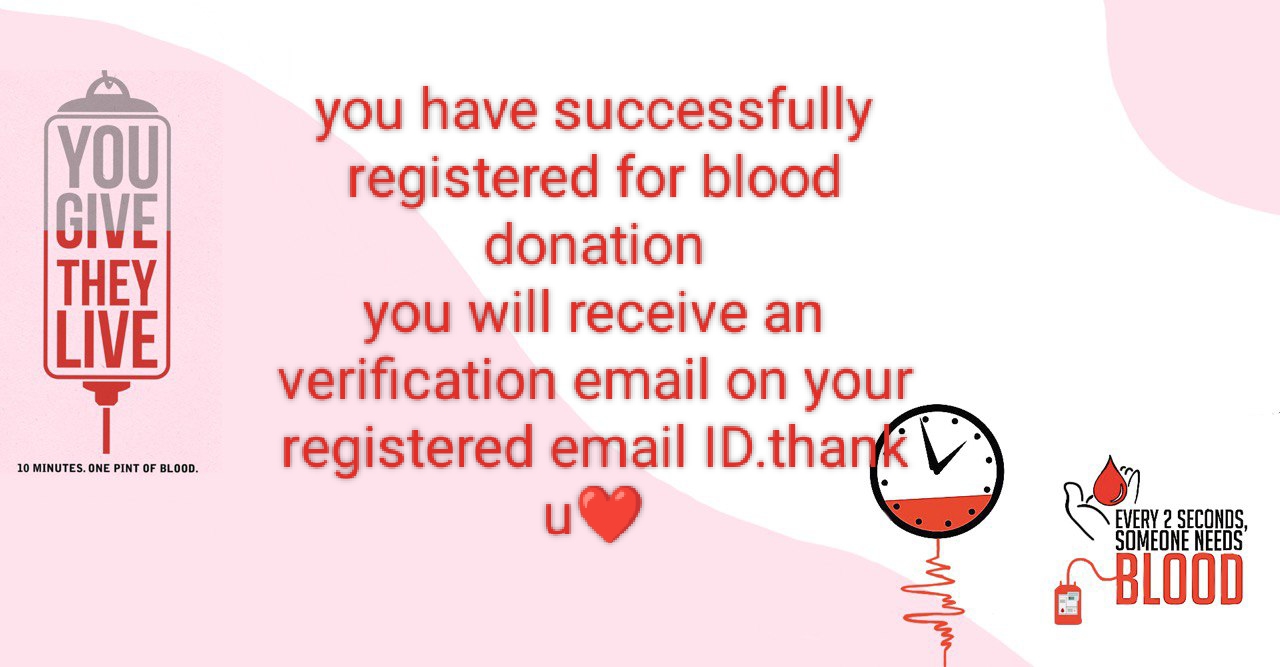 YOU
GIVE
THEY
LIVE
10 MINUTES. ONE PINT OF BLOOD.
you have successfully
registered for blood
donation
you will receive an
verification email on your
registered email ID.thank
u❤️
EVERY 2 SECONDS,
SOMEONE NEEDS
BLOOD